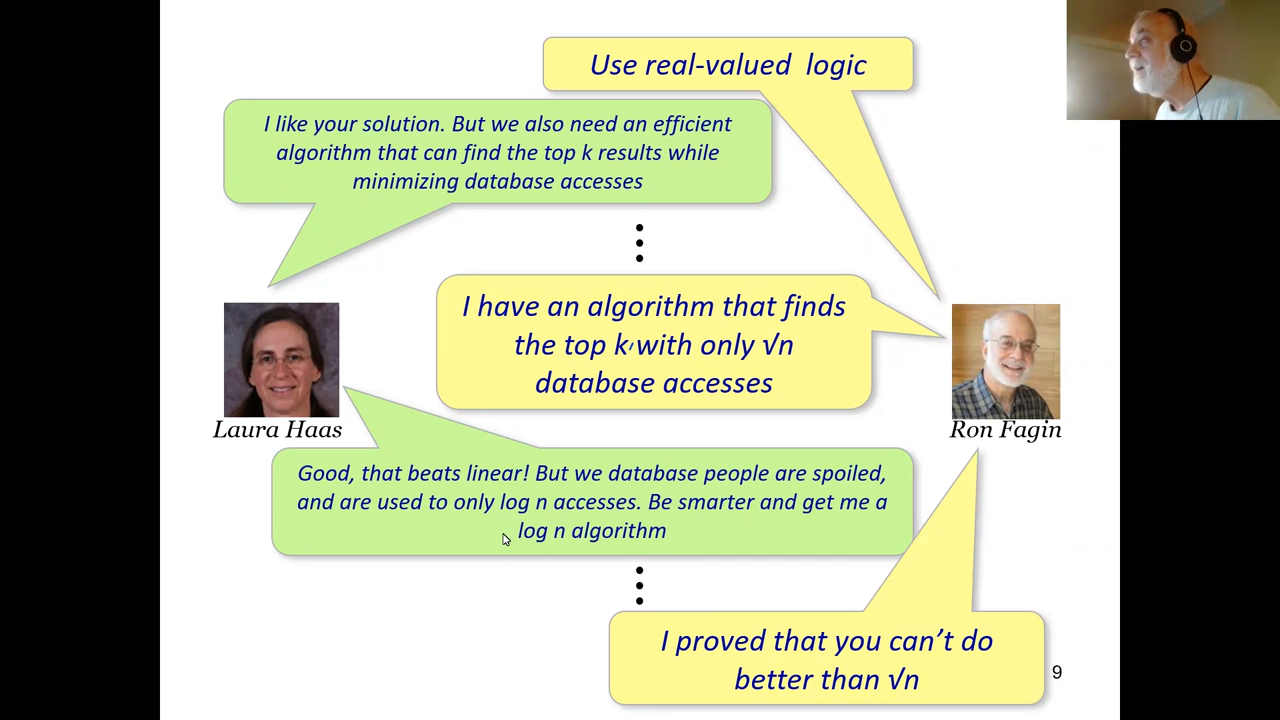 Use real-valued logic
I like your solution. But we also need an efficient
algorithm that can find the top k results while
minimizing database accesses
I have an algorithm that finds
the top k with only √n
database accesses
Laura Haas
Ron Fagin
Good, that beats linear! But we database people are spoiled,
and are used to only log n accesses. Be smarter and get me a
log n algorithm
I proved that you can’t do
better than √n
9